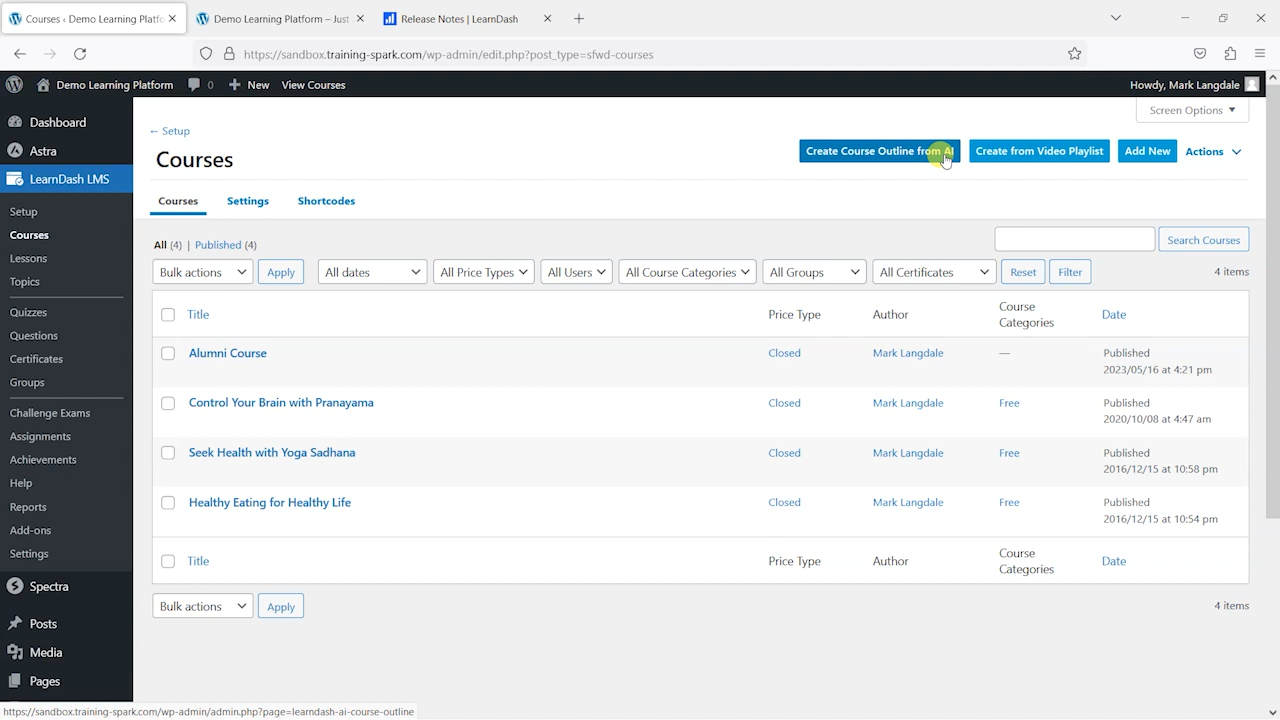 Courses ‹ Demo Learning Platfo
Demo Learning Platform – Just
Release Notes | LearnDash
https://sandbox.training-spark.com/wp-admin/edit.php?post_type=sfwd-courses
Demo Learning Platform
0
New
View Courses
Howdy, Mark Langdale
Screen Options
Dashboard
Astra
LearnDash LMS
Setup
Courses
Lessons
Topics
Quizzes
Questions
Certificates
Groups
Challenge Exams
Assignments
Achievements
Help
Reports
Add-ons
Settings
Spectra
Posts
Media
Pages
← Setup
Courses
Create Course Outline from AI
Create from Video Playlist
Add New
Actions
Courses
Settings
Shortcodes
All (4) | Published (4)
Search Courses
Bulk actions
Apply
All dates
All Price Types
All Users
All Course Categories
All Groups
All Certificates
Reset
Filter
4 items
Title
Price Type
Author
Course
Categories
Date
Alumni Course
Closed
Mark Langdale
—
Published
2023/05/16 at 4:21 pm
Control Your Brain with Pranayama
Closed
Mark Langdale
Free
Published
2020/10/08 at 4:47 am
Seek Health with Yoga Sadhana
Closed
Mark Langdale
Free
Published
2016/12/15 at 10:58 pm
Healthy Eating for Healthy Life
Closed
Mark Langdale
Free
Published
2016/12/15 at 10:54 pm
Title
Price Type
Author
Course
Categories
Date
Bulk actions
Apply
4 items
https://sandbox.training-spark.com/wp-admin/admin.php?page=learndash-ai-course-outline